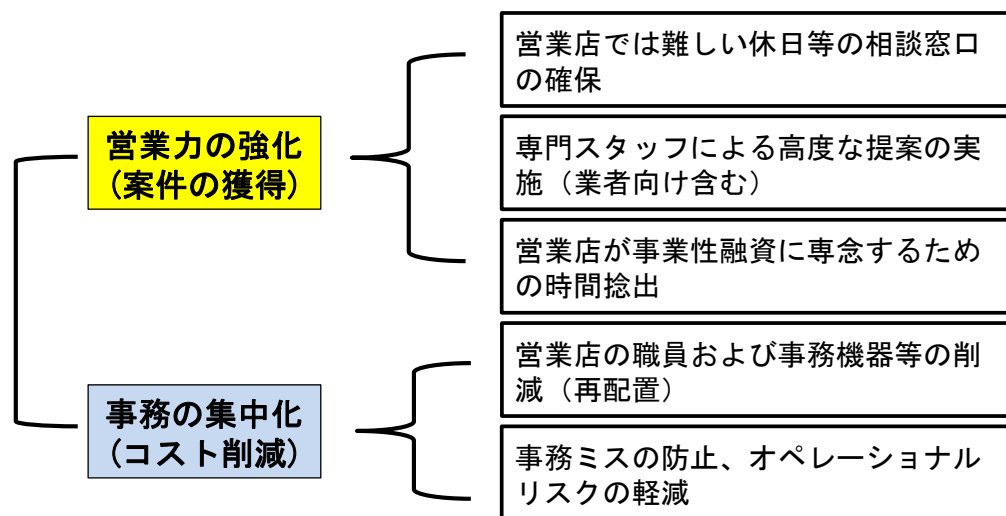 営業店では難しい休日等の相談窓口
の確保
営業力の強化
(案件の獲得)
専門スタッフによる高度な提案の実
施（業者向け含む）
営業店が事業性融資に専念するため
の時間捻出
営業店の職員および事務機器等の削
減（再配置）
事務の集中化
(コスト削減)
事務ミスの防止、オペレーショナル
リスクの軽減